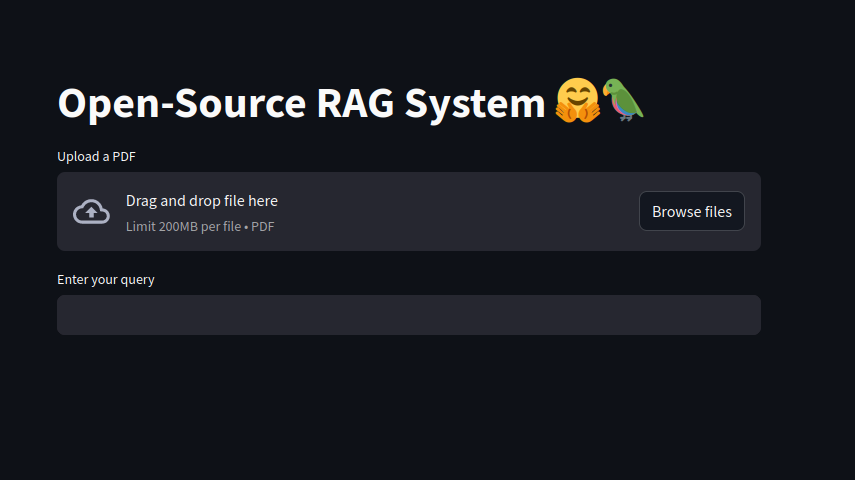 Open-Source RAG System 🤗🦜
Upload a PDF
Drag and drop file here
Limit 200MB per file • PDF
Browse files
Enter your query